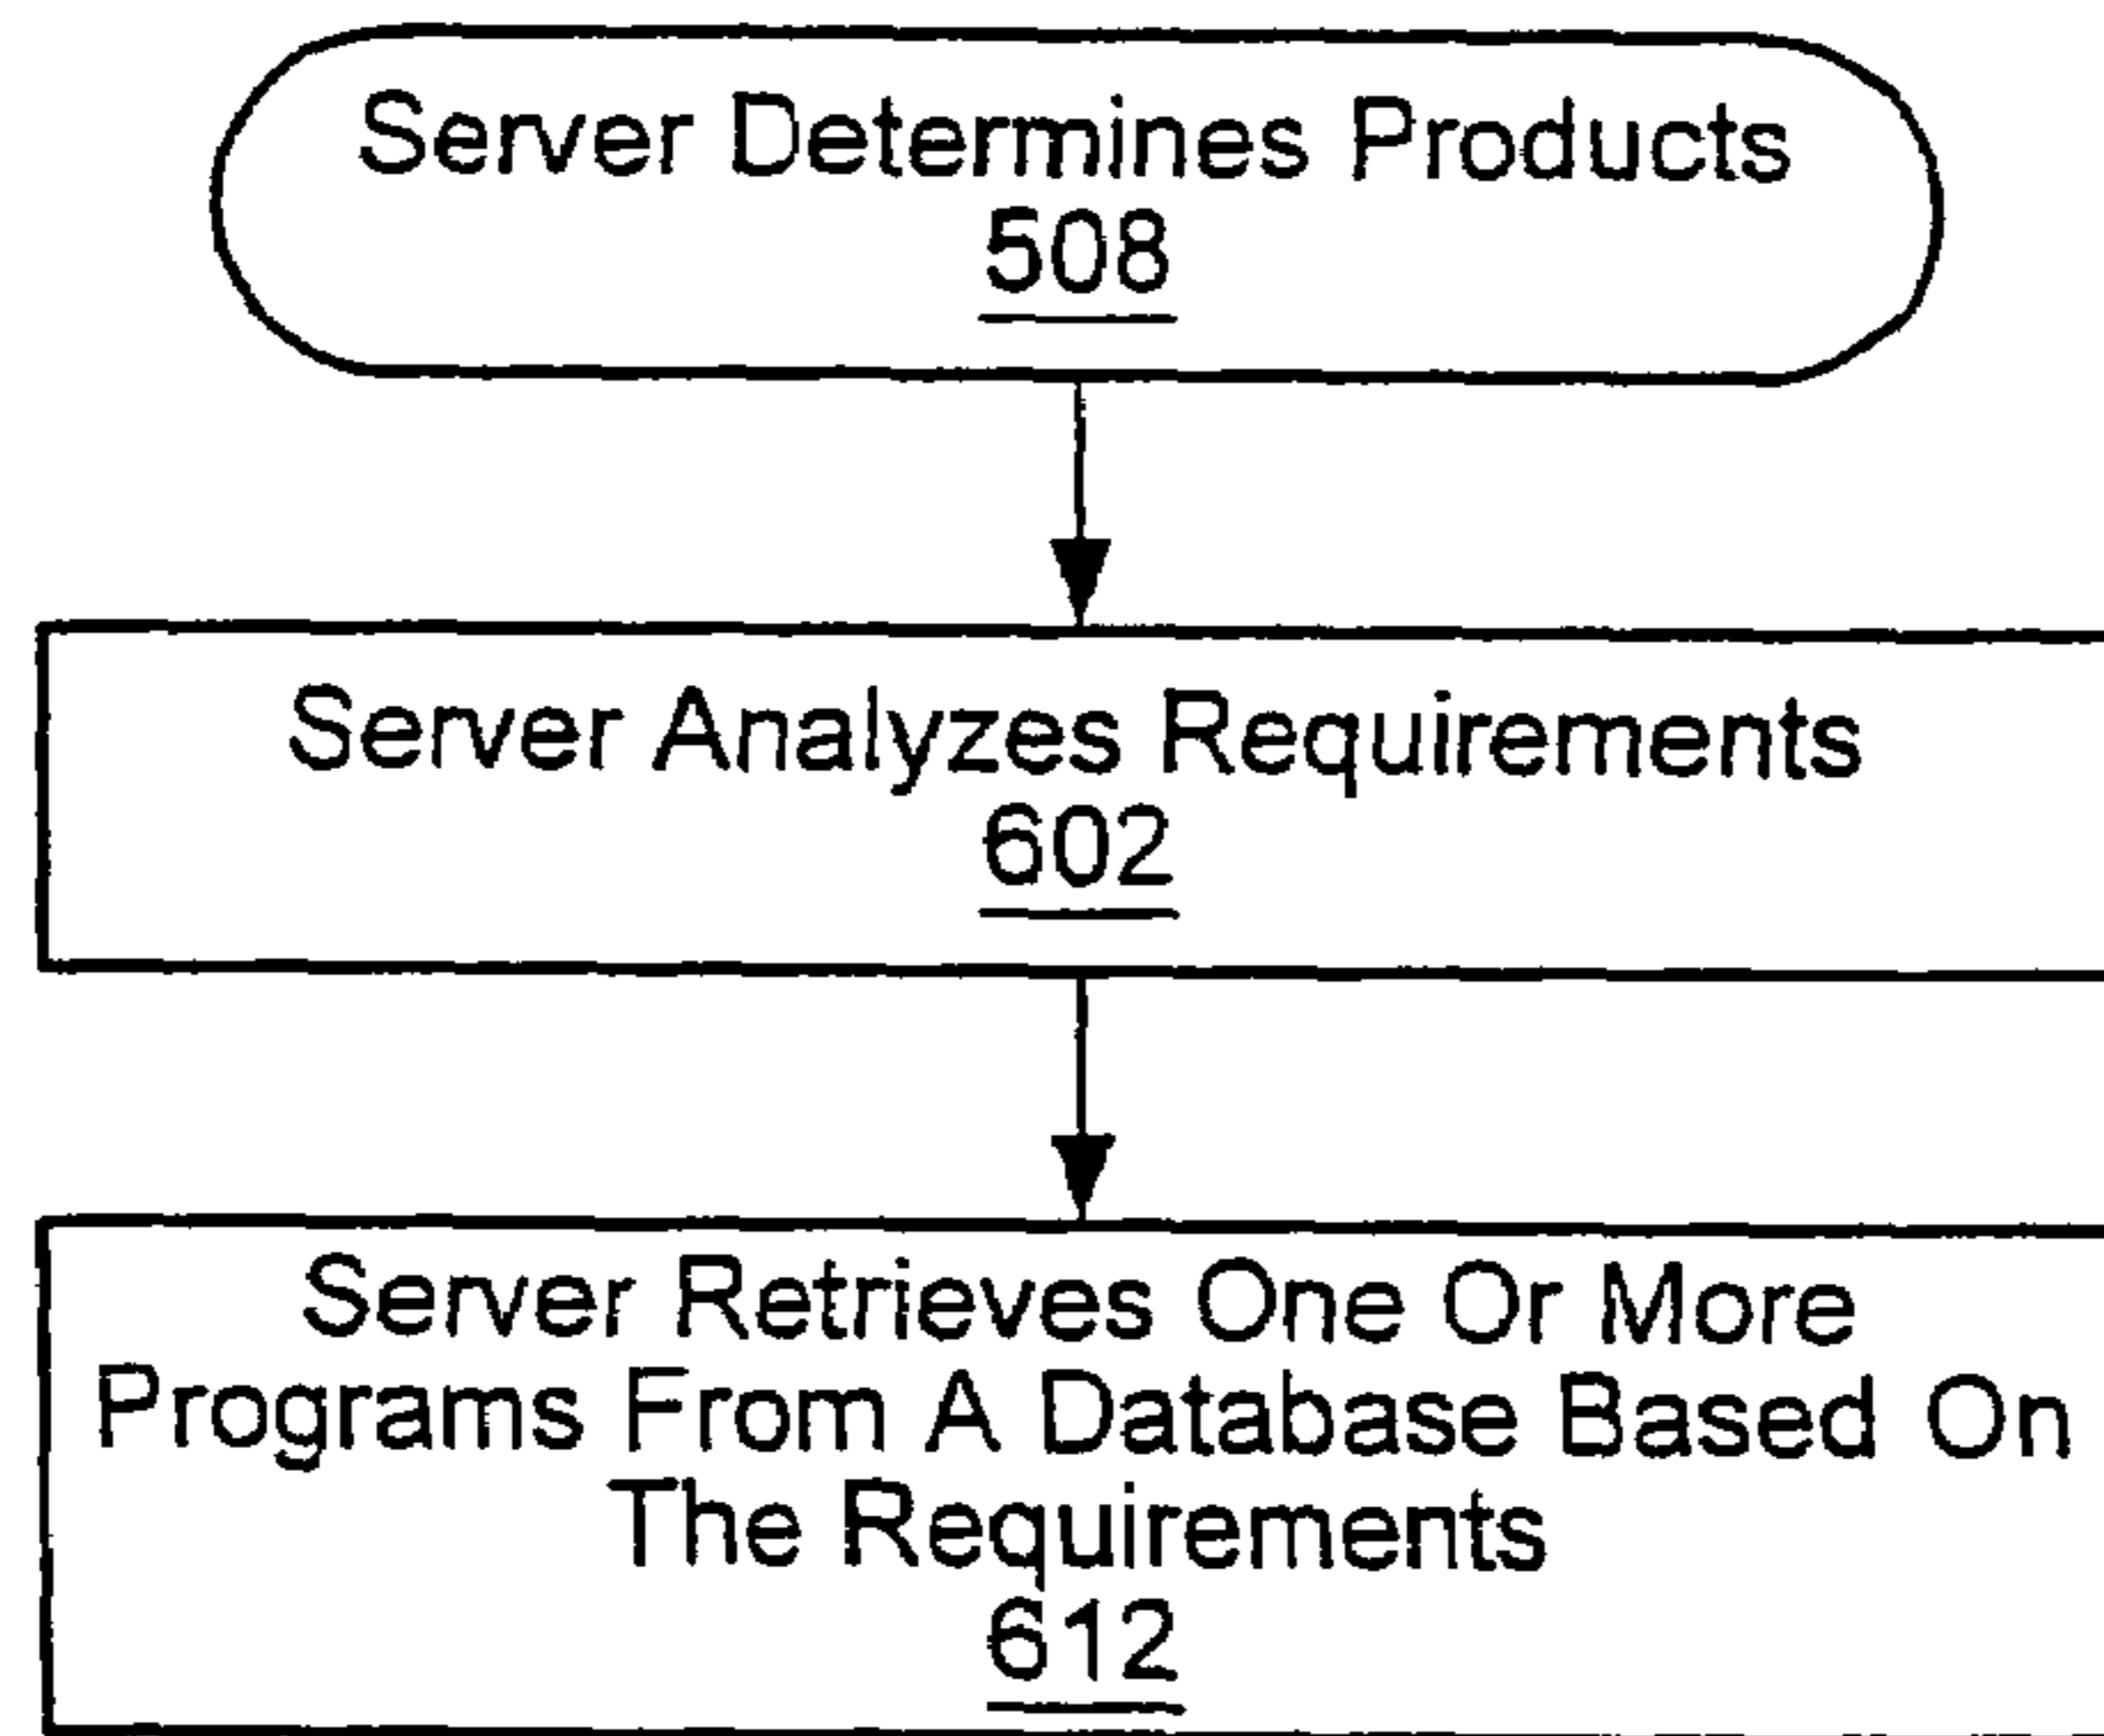 Server Determines Products
508
Server Analyzes Requirements
602
Server Retrieves One Or More
Programs From A Database Based On
The Requirements
612